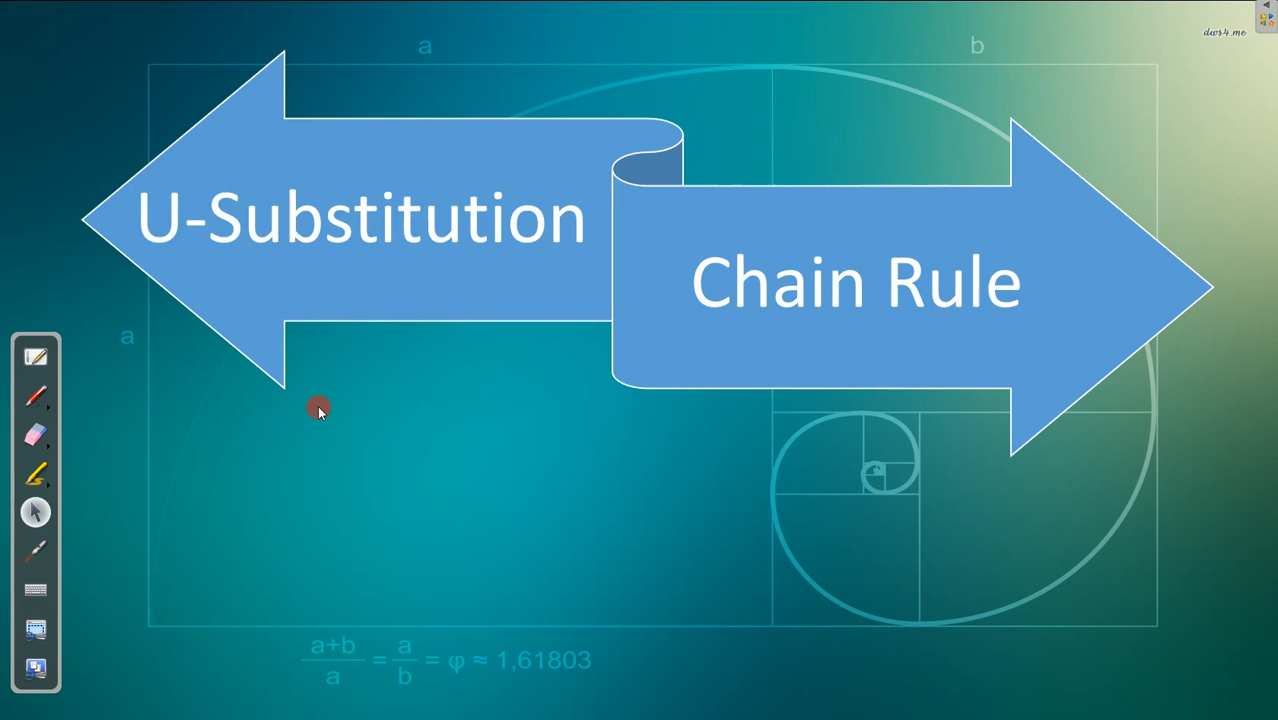 a
b
dws4.me
U-Substitution
Chain Rule
a
a+b
a
=
a
b
= φ ≈ 1,61803